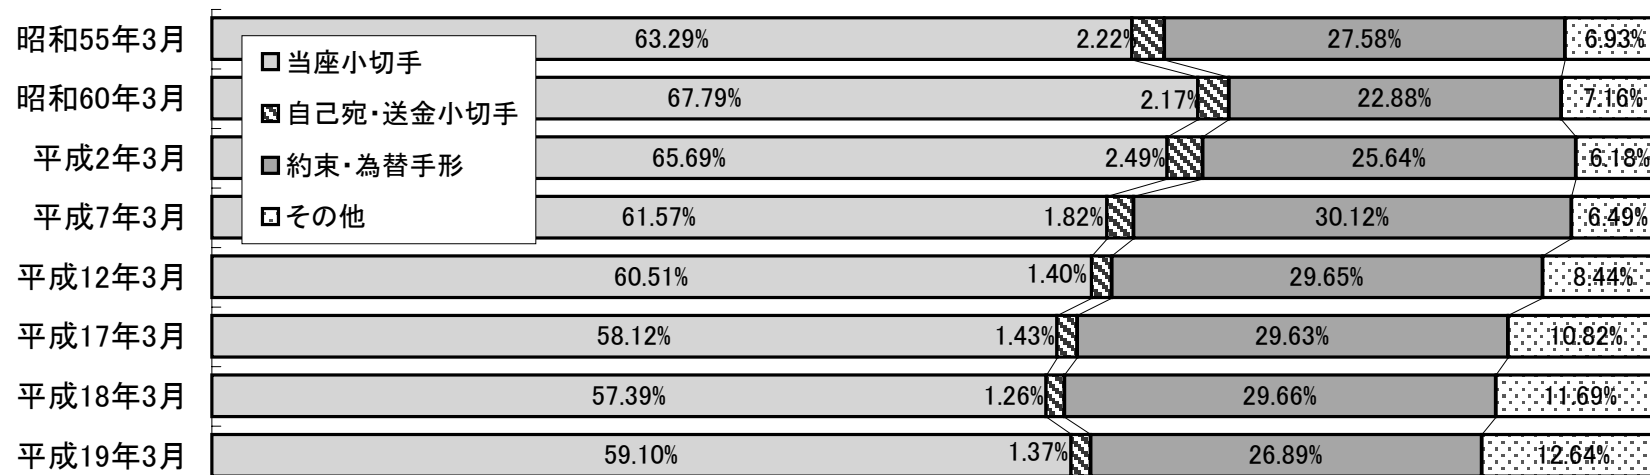 昭和55年3月 63.29% 2.22% 27.58% 6.93%
当座小切手
昭和60年3月 67.79% 2.17% 22.88% 7.16%
自己宛・送金小切手
平成2年3月 65.69% 2.49% 25.64% 6.18%
約束・為替手形
平成7年3月 61.57% 1.82% 30.12% 6.49%
その他
平成12年3月 60.51% 1.40% 29.65% 8.44%
平成17年3月 58.12% 1.43% 29.63% 10.82%
平成18年3月 57.39% 1.26% 29.66% 11.69%
平成19年3月 59.10% 1.37% 26.89% 12.64%